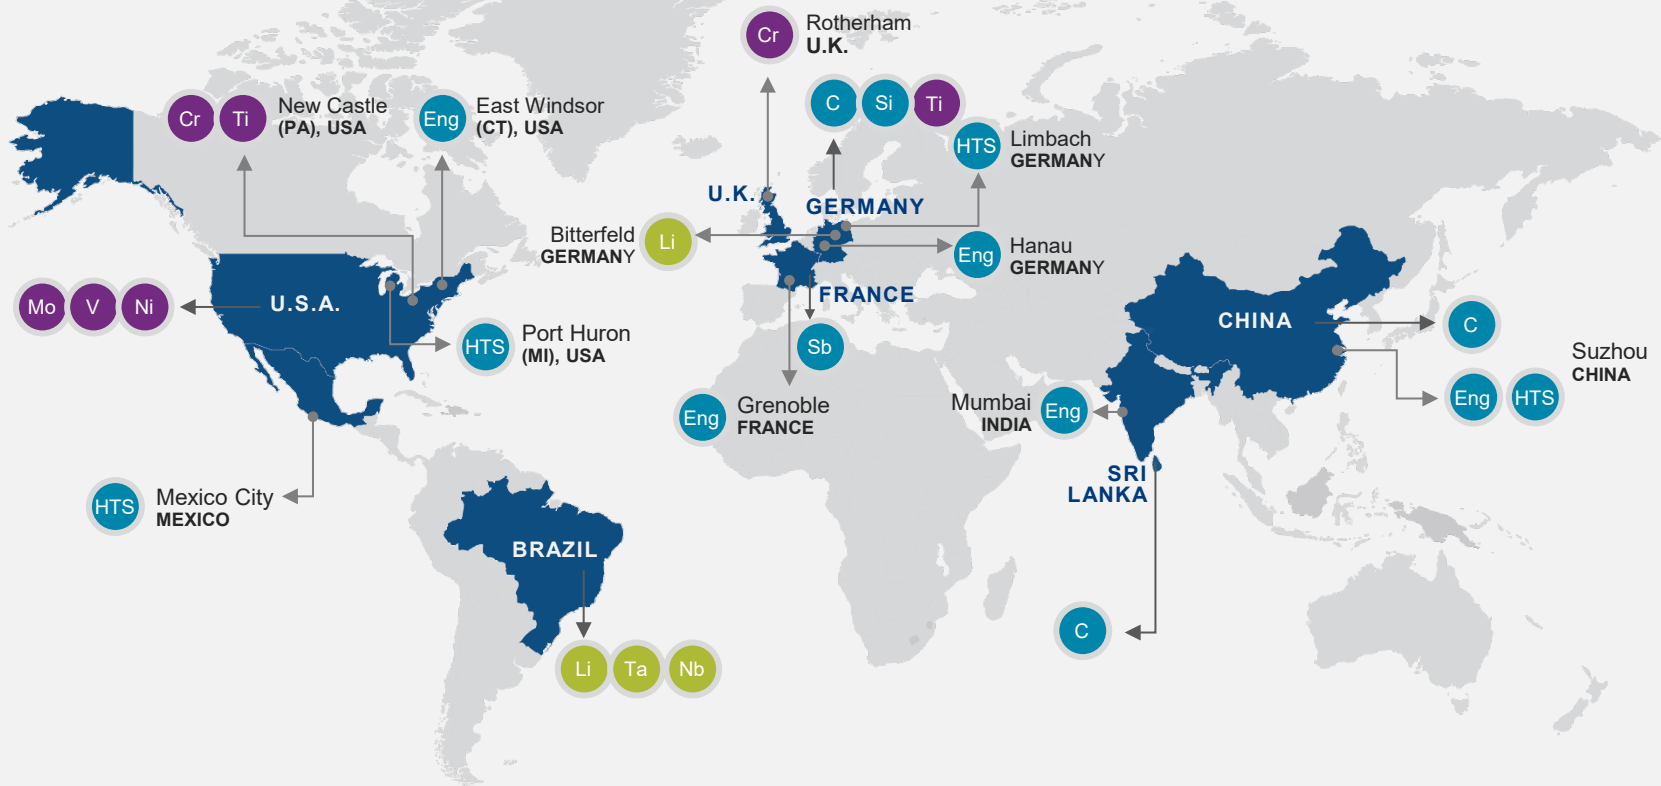 Cr
Rotherham
U.K.
Cr Ti
New Castle
(PA), USA
Eng
East Windsor
(CT), USA
C Si Ti
HTS
Limbach
GERMANY
U.K.
GERMANY
Bitterfeld
GERMANY
Li
Eng
Hanau
GERMANY
Mo V Ni
U.S.A.
HTS
Port Huron
(MI), USA
FRANCE
Sb
CHINA
C
Suzhou
CHINA
Eng HTS
Eng
Grenoble
FRANCE
Mumbai
INDIA
Eng
SRI
LANKA
HTS
Mexico City
MEXICO
BRAZIL
C
Li Ta Nb